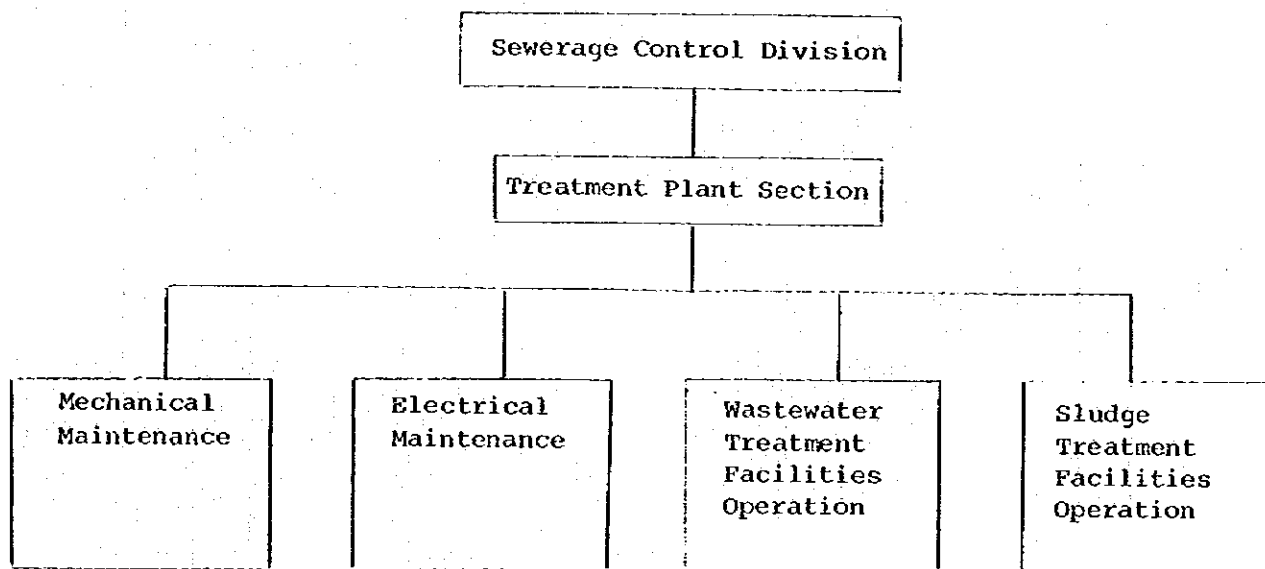 Sewerage Control Division
Treatment Plant Section
Mechanical
Maintenance
Electrical
Maintenance
Wastewater
Treatment
Facilities
Operation
Sludge
Treatment
Facilities
Operation